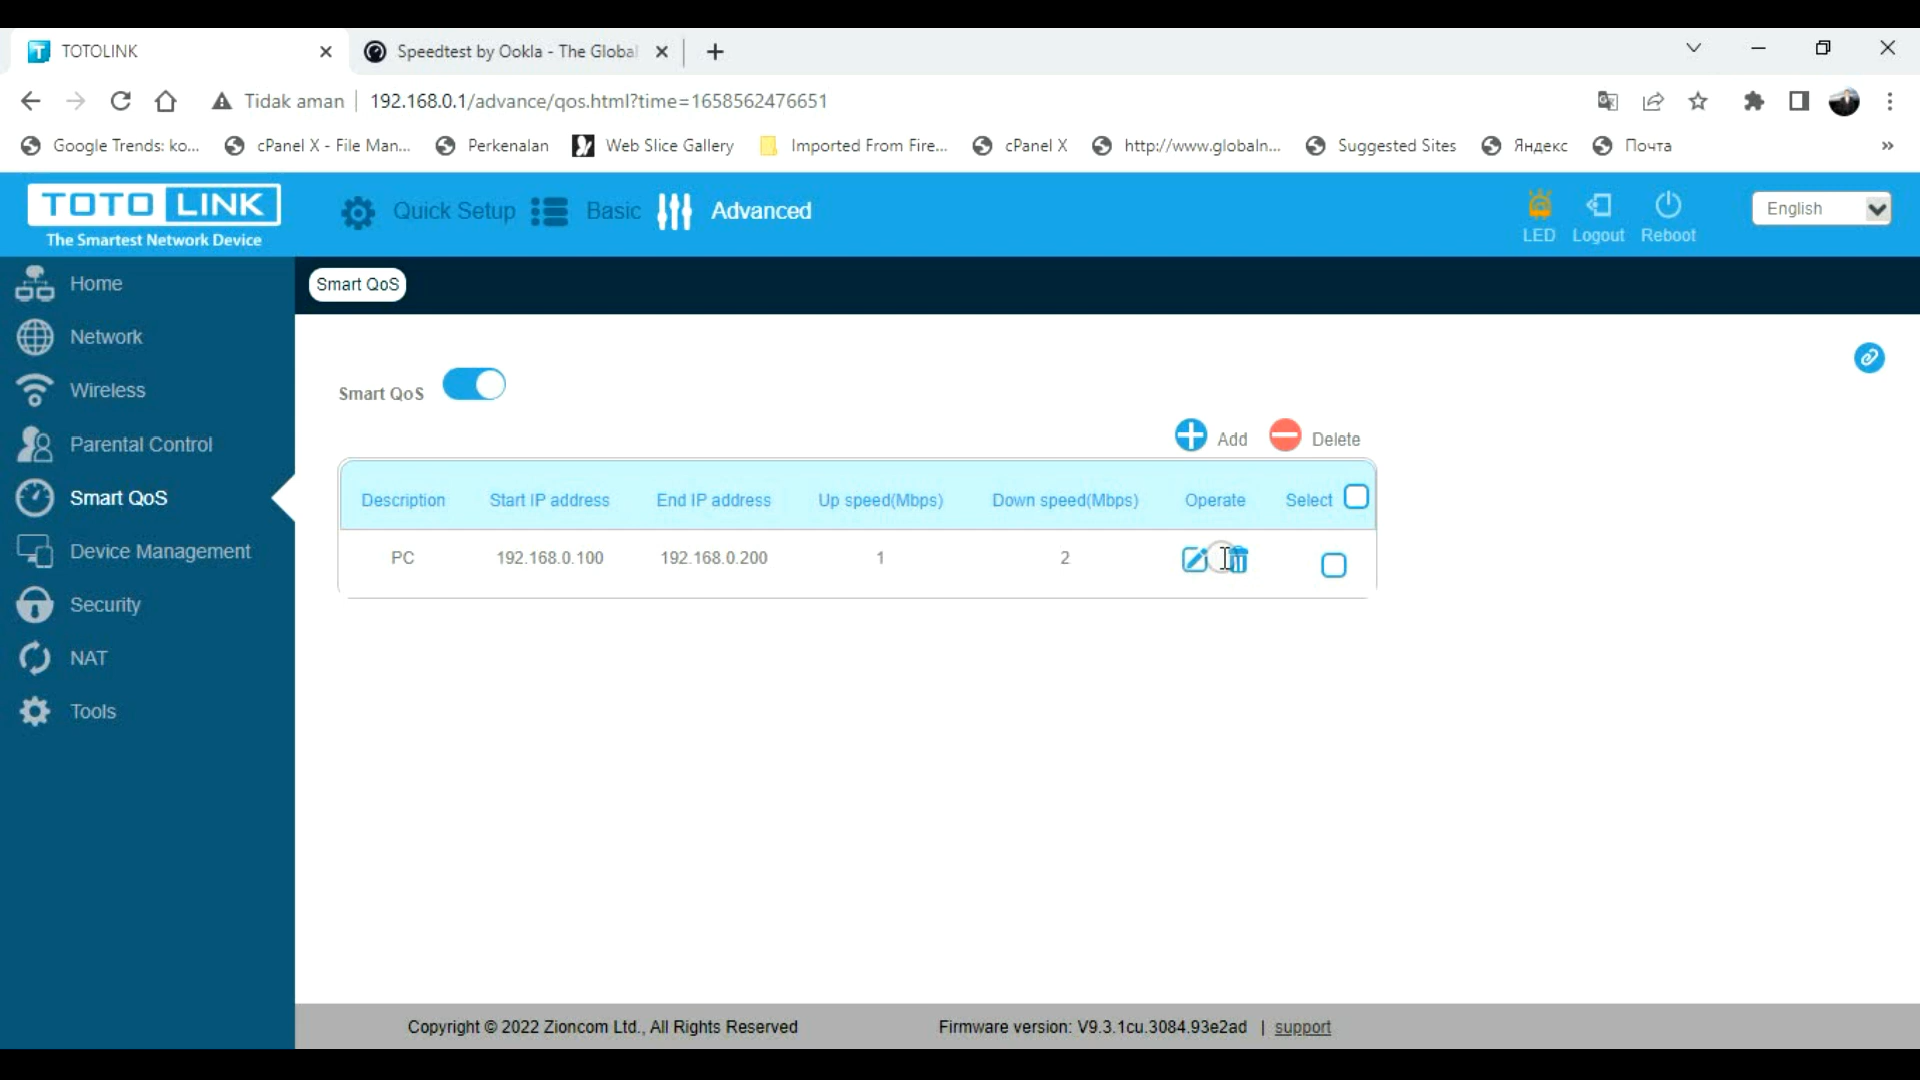 TOTOLINK
Speedtest by Ookla - The Global
Tidak aman 192.168.0.1/advance/qos.html?time=1658562476651
Google Trends: ko... cPanel X - File Man... Perkenalan Web Slice Gallery Imported From Fire... cPanel X http://www.globaln... Suggested Sites Яндекс Почта »
TOTO LINK
The Smartest Network Device
Quick Setup Basic Advanced
LED Logout Reboot
English
Home
Network
Wireless
Parental Control
Smart QoS
Device Management
Security
NAT
Tools
Smart QoS
Smart QoS
Add Delete
Description Start IP address End IP address Up speed(Mbps) Down speed(Mbps) Operate Select
PC 192.168.0.100 192.168.0.200 1 2
Copyright © 2022 Zioncom Ltd., All Rights Reserved Firmware version: V9.3.1cu.3084.93e2ad | support